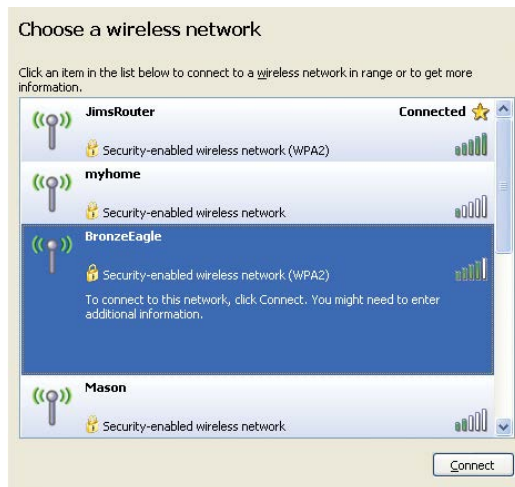 Choose a wireless network
Click an item in the list below to connect to a wireless network in range or to get more
information.
JimsRouter Connected
Security-enabled wireless network (WPA2)
myhome
Security-enabled wireless network
BronzeEagle
Security-enabled wireless network (WPA2)
To connect to this network, click Connect. You might need to enter
additional information.
Mason
Security-enabled wireless network
Connect